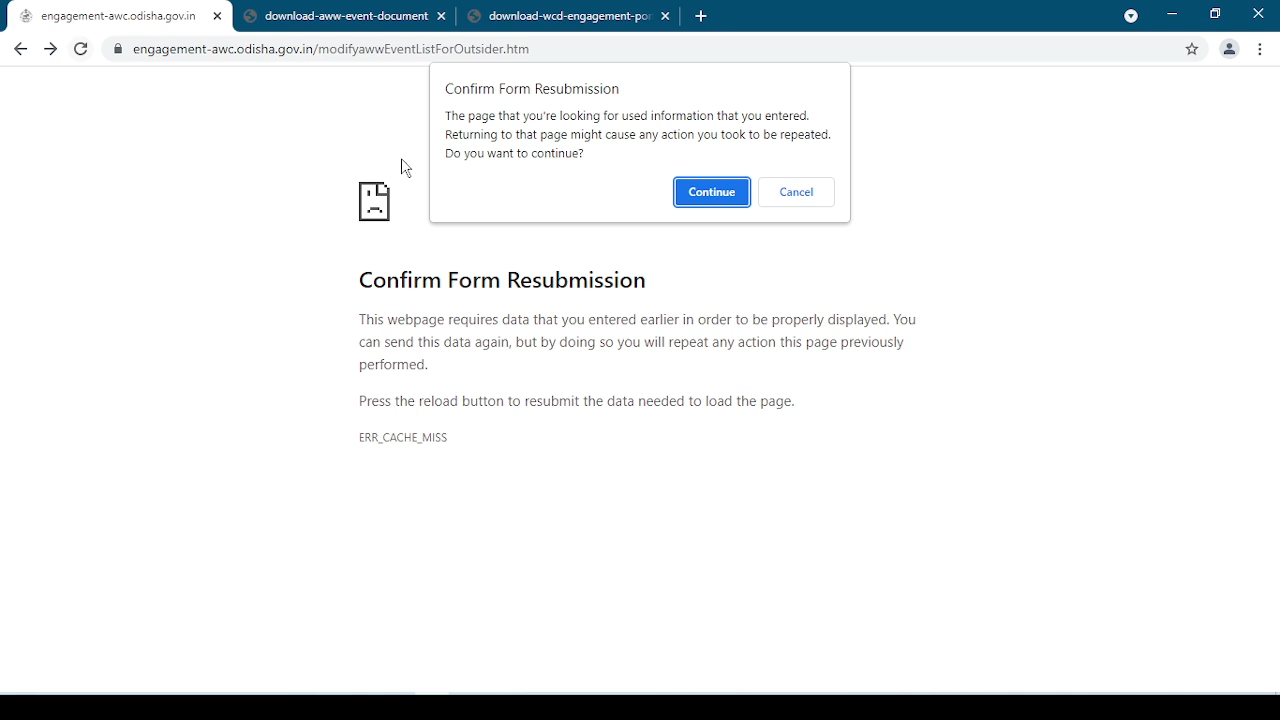 engagement-awc.odisha.gov.in
download-aww-event-document
download-wcd-engagement-por
engagement-awc.odisha.gov.in/modifyawwEventListForOutsider.htm
Confirm Form Resubmission
The page that you're looking for used information that you entered.
Returning to that page might cause any action you took to be repeated.
Do you want to continue?
Continue
Cancel
Confirm Form Resubmission
This webpage requires data that you entered earlier in order to be properly displayed. You
can send this data again, but by doing so you will repeat any action this page previously
performed.
Press the reload button to resubmit the data needed to load the page.
ERR_CACHE_MISS